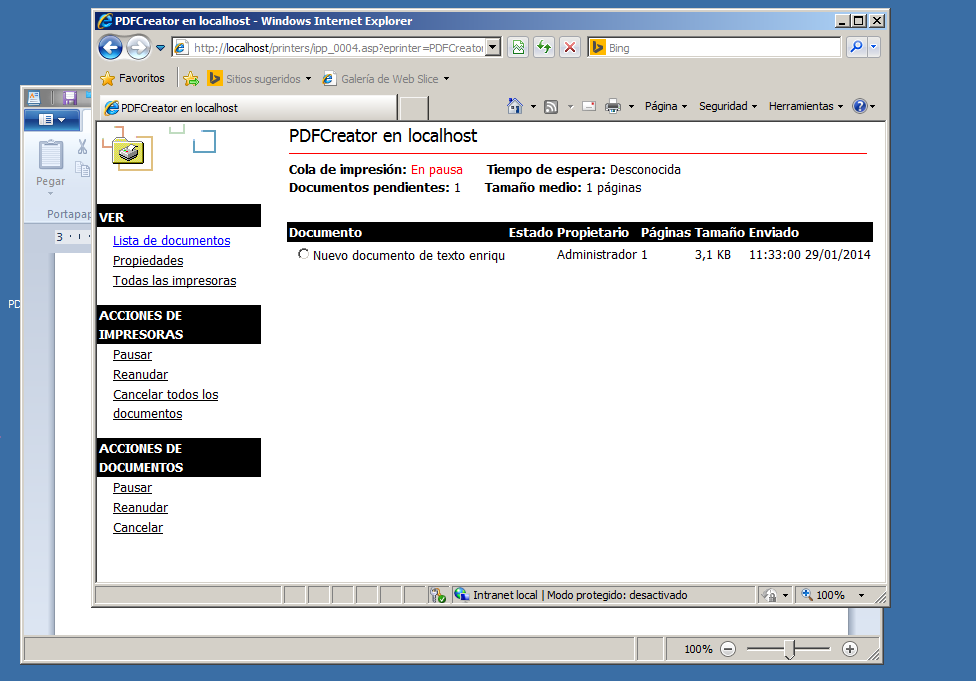 PDFCreator en localhost - Windows Internet Explorer
http://localhost/printers/ipp_0004.asp?eprinter=PDFCreator
Bing
Favoritos
Sitios sugeridos
Galería de Web Slice
PDFCreator en localhost
Página
Seguridad
Herramientas
Pegar
Portapap
3
PD
PDFCreator en localhost
Cola de impresión: En pausa Tiempo de espera: Desconocida
Documentos pendientes: 1 Tamaño medio: 1 páginas
VER
Lista de documentos
Propiedades
Todas las impresoras
ACCIONES DE
IMPRESORAS
Pausar
Reanudar
Cancelar todos los
documentos
ACCIONES DE
DOCUMENTOS
Pausar
Reanudar
Cancelar
Documento Estado Propietario Páginas Tamaño Enviado
Nuevo documento de texto enriqu Administrador 1 3,1 KB 11:33:00 29/01/2014
Intranet local | Modo protegido: desactivado
100%
100%